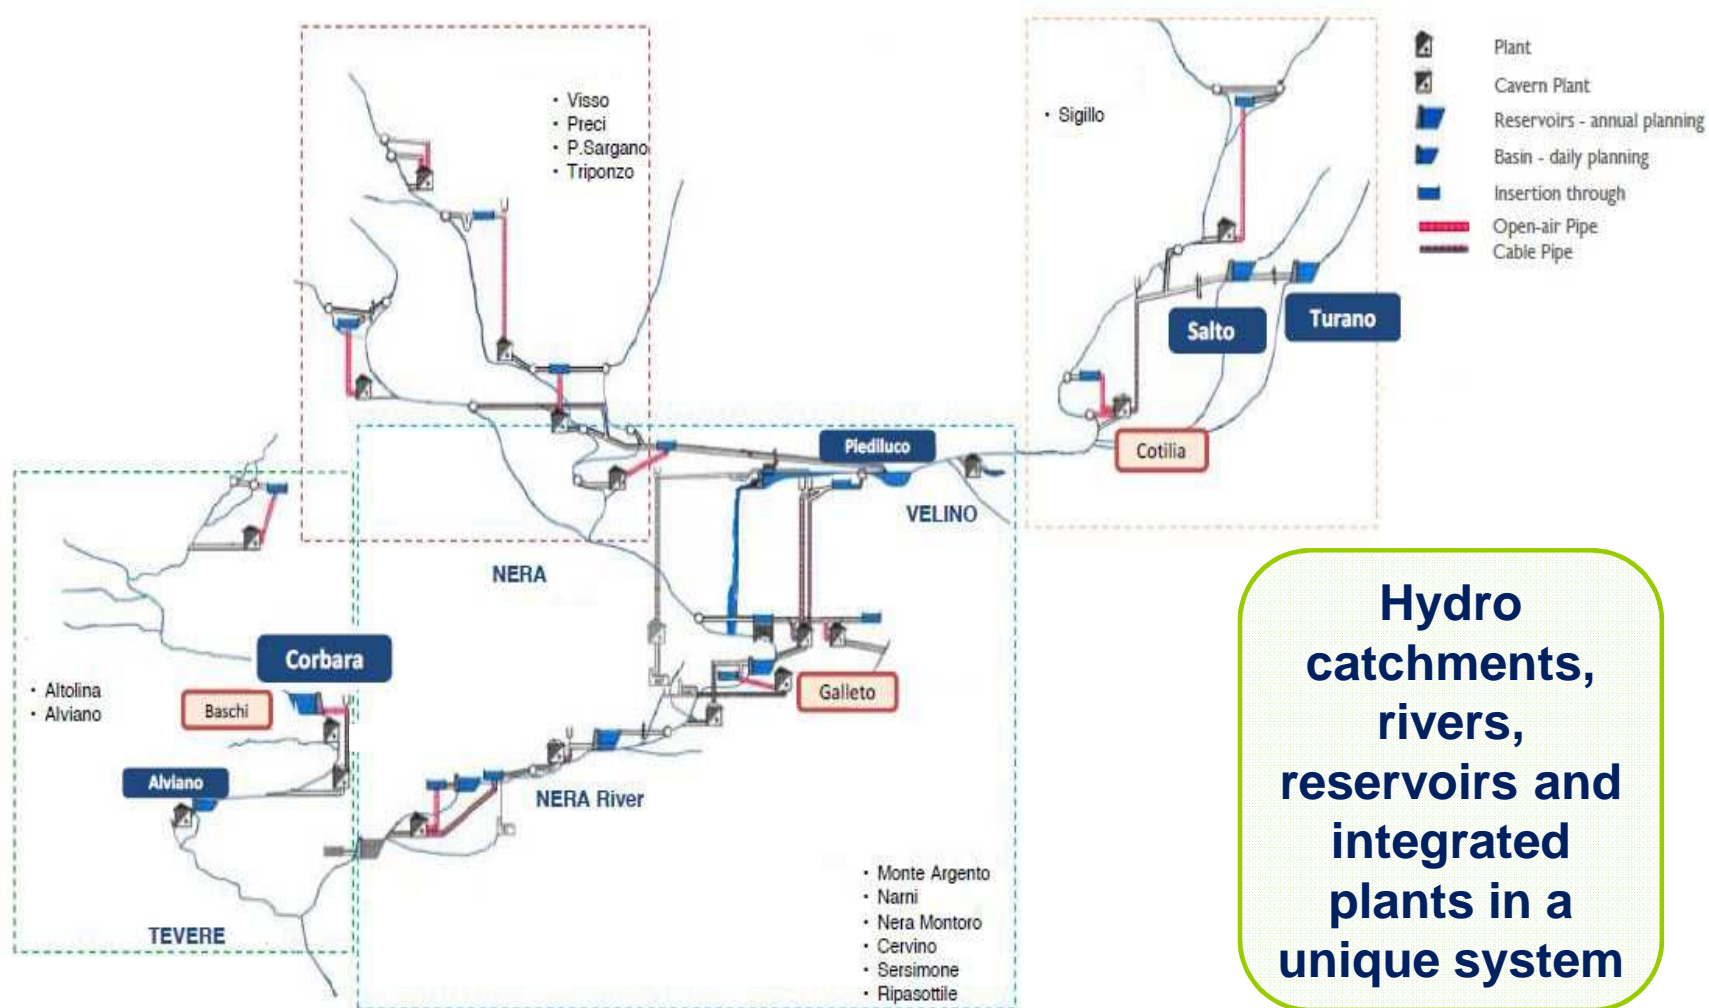 • Visso
• Preci
• P.Sargano
• Triponzo
• Sigillo
Plant
Cavern Plant
Reservoirs - annual planning
Basin - daily planning
Insertion through
Open-air Pipe
Cable Pipe
Salto
Turano
Piediluco
Cotilia
VELINO
NERA
Corbara
• Altolina
• Alviano
Baschi
Galleto
Alviano
NERA River
TEVERE
• Monte Argento
• Narni
• Nera Montoro
• Cervino
• Sersimone
• Ripasottile
Hydro
catchments,
rivers,
reservoirs and
integrated
plants in a
unique system